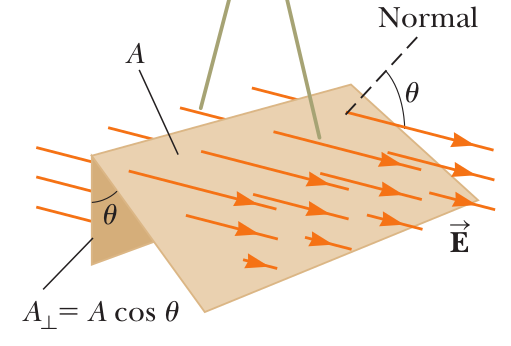 Normal
A
θ
θ
E⃗
A⊥ = A cos θ